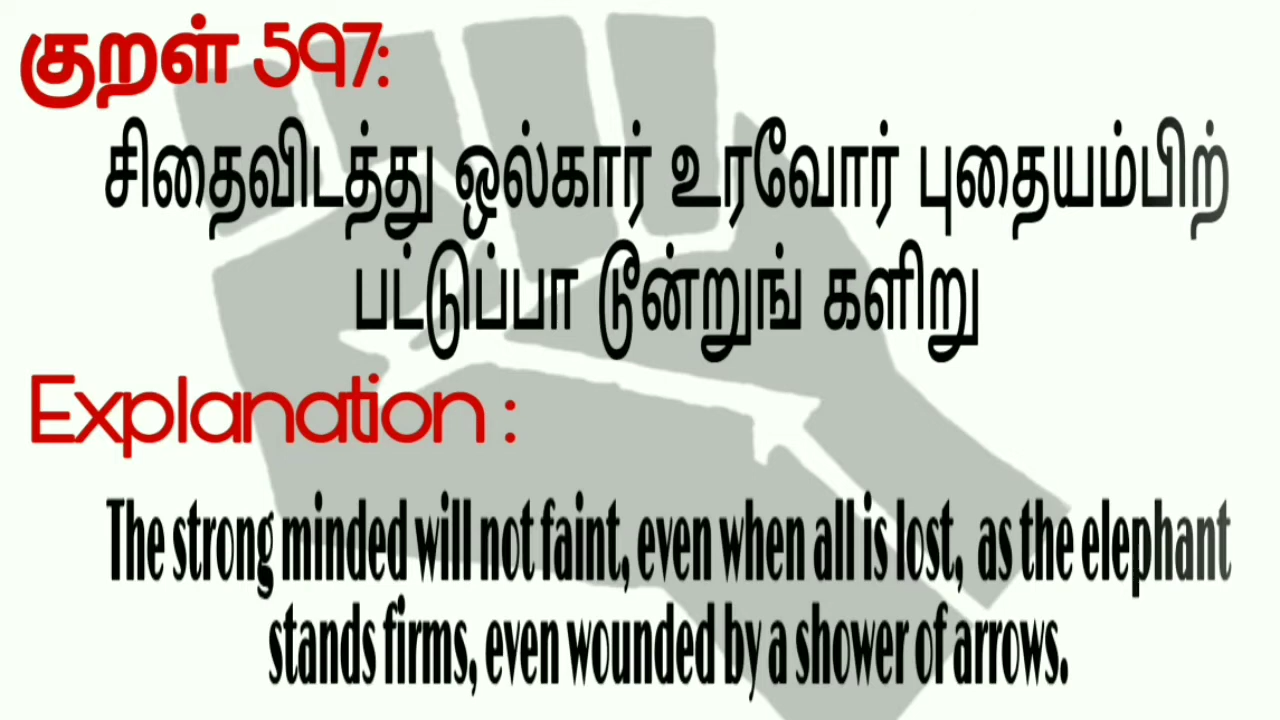 குறள் 597:
சிதைவிடத்து ஒல்கார் உரவோர் புதையம்பிற்
பட்டுப்பா டூன்றுங் களிறு
Explanation :
The strong minded will not faint, even when all is lost, as the elephant
stands firms, even wounded by a shower of arrows.